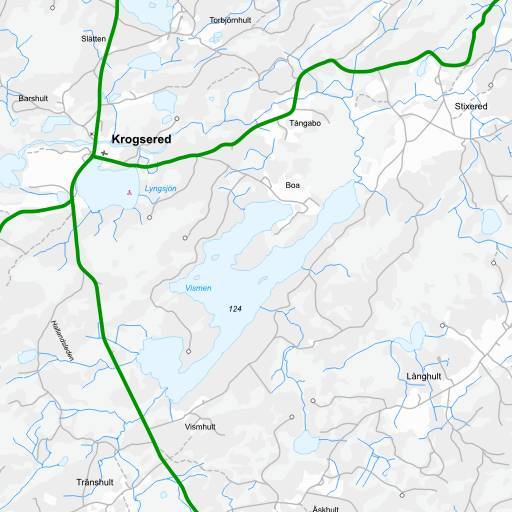 Torbjörnhult
Slätten
Barshult
Stixered
Tångabo
Krogsered
Lyngsjön
Boa
Vismen
124
Hallandsleden
Långhult
Vismhult
Trånshult
Åskhult